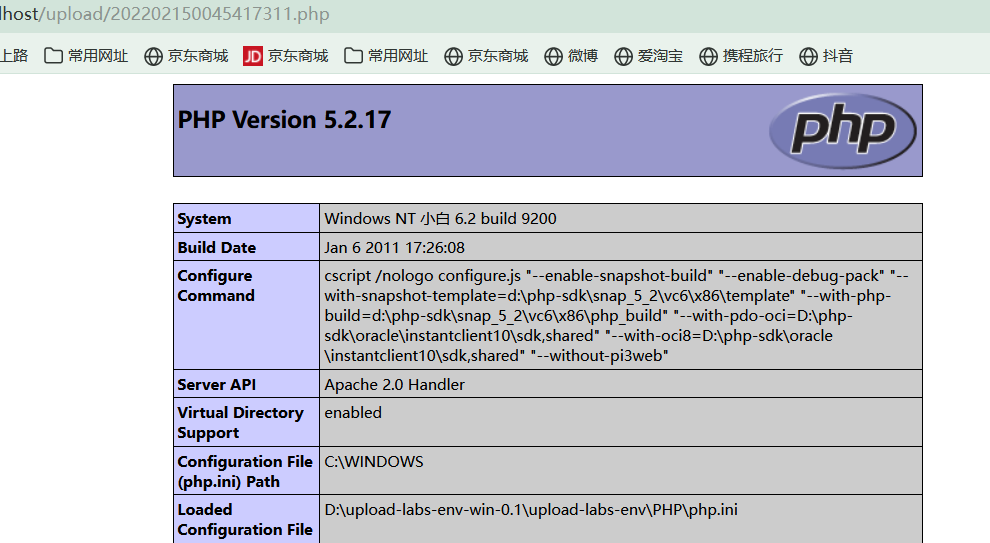 lhost/upload/202202150045417311.php
上路 常用网址 京东商城 JD 京东商城 常用网址 京东商城 微博 爱淘宝 携程旅行 抖音
PHP Version 5.2.17
php
System Windows NT 小白 6.2 build 9200
Build Date Jan 6 2011 17:26:08
Configure Command cscript /nologo configure.js "--enable-snapshot-build" "--enable-debug-pack" "--
with-snapshot-template=d:\php-sdk\snap_5_2\vc6\x86\template" "--with-php-
build=d:\php-sdk\snap_5_2\vc6\x86\php_build" "--with-pdo-oci=D:\php-
sdk\oracle\instantclient10\sdk,shared" "--with-oci8=D:\php-sdk\oracle
\instantclient10\sdk,shared" "--without-pi3web"
Server API Apache 2.0 Handler
Virtual Directory Support enabled
Configuration File (php.ini) Path C:\WINDOWS
Loaded Configuration File D:\upload-labs-env-win-0.1\upload-labs-env\PHP\php.ini